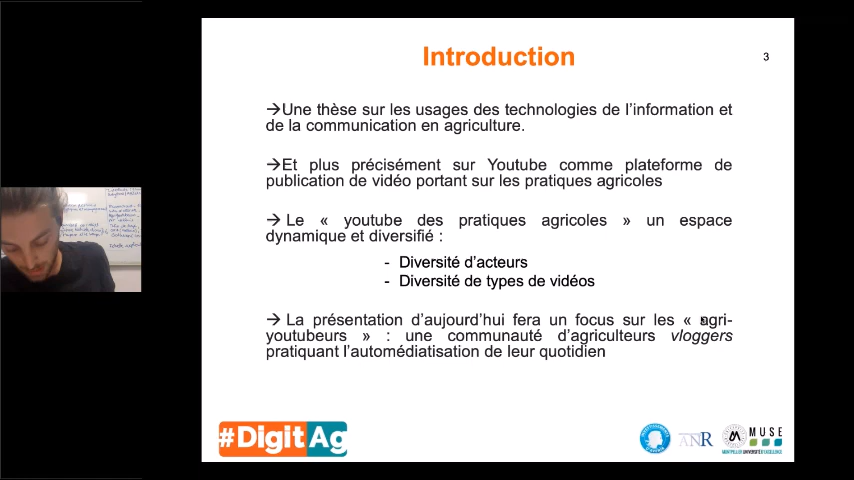 Introduction
3
→Une thèse sur les usages des technologies de l'information et
de la communication en agriculture.
→Et plus précisément sur Youtube comme plateforme de
publication de vidéo portant sur les pratiques agricoles
→ Le « youtube des pratiques agricoles » un espace
dynamique et diversifié :
- Diversité d'acteurs
- Diversité de types de vidéos
→ La présentation d'aujourd'hui fera un focus sur les « agri-
youtubeurs » : une communauté d'agriculteurs vloggers
pratiquant l'automédiatisation de leur quotidien
#DigitAg
ANR
MUSE
MONTPELLIER UNIVERSITÉ D'EXCELLENCE